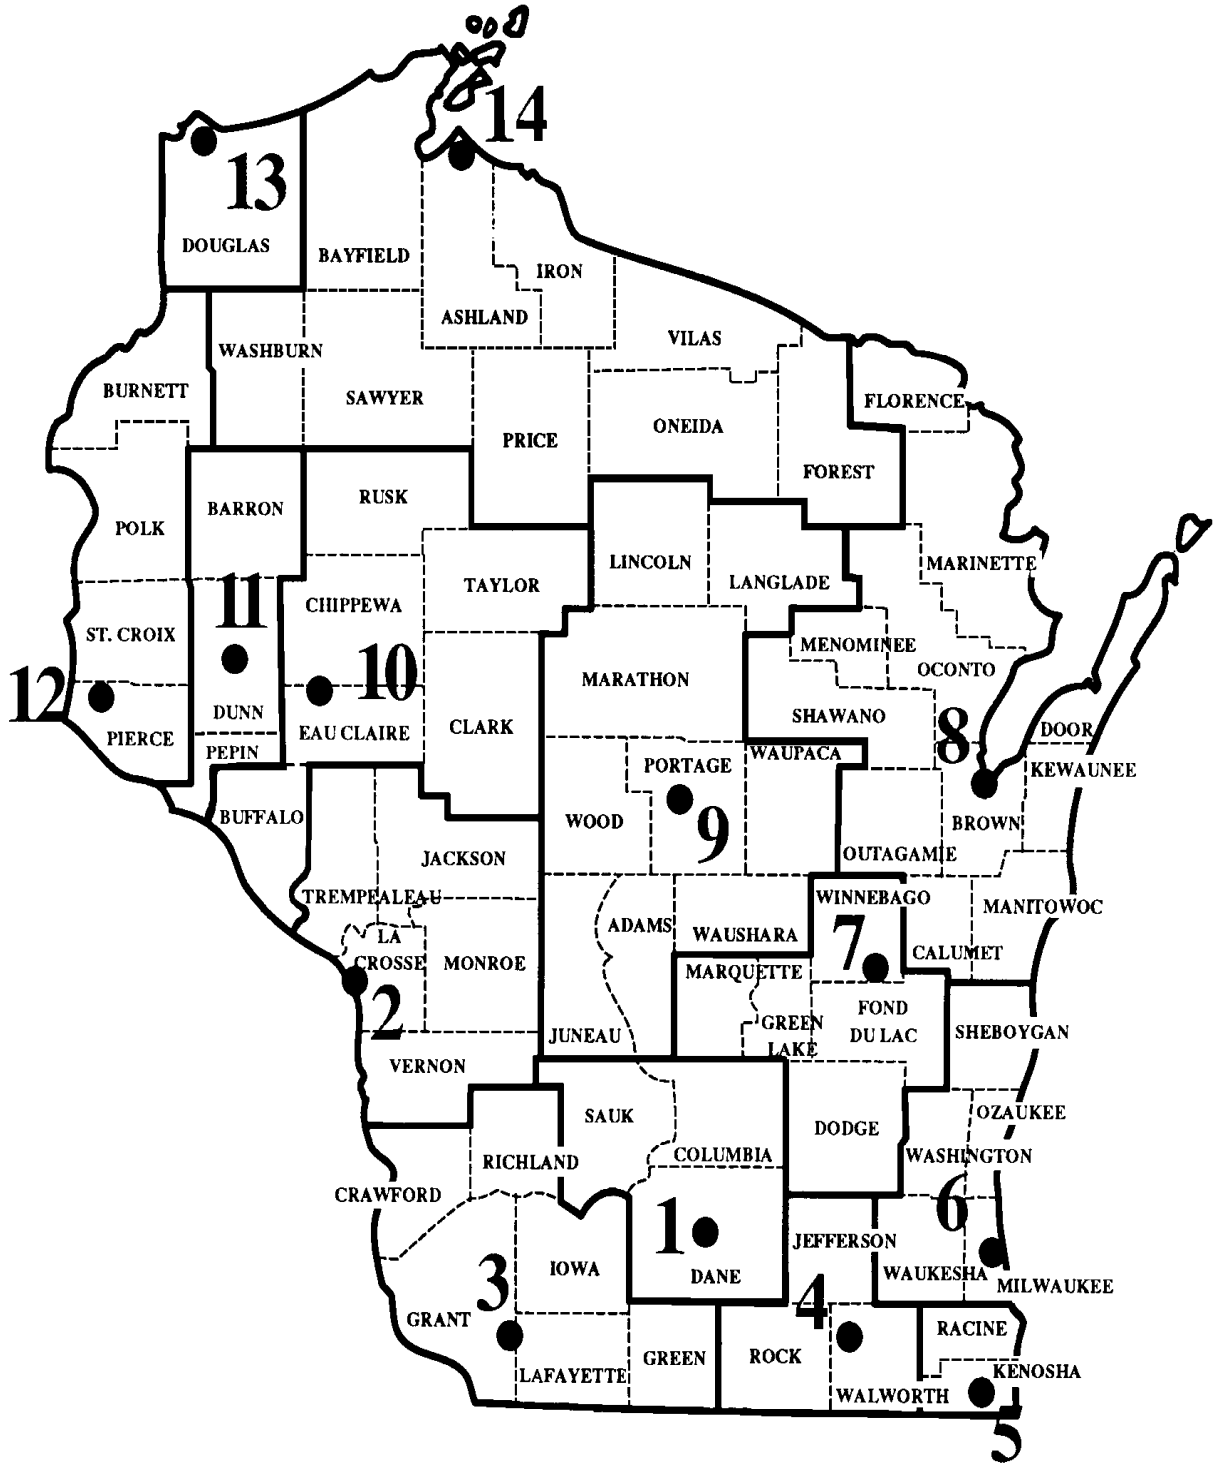 14
13
DOUGLAS
BAYFIELD
IRON
ASHLAND
VILAS
WASHBURN
BURNETT
SAWYER
FLORENCE
PRICE
ONEIDA
FOREST
RUSK
BARRON
POLK
LINCOLN
MARINETTE
TAYLOR
LANGLADE
11
CHIPPEWA
ST. CROIX
MENOMINEE
OCONTO
12
10
MARATHON
DUNN
SHAWANO
CLARK
EAU CLAIRE
DOOR
8
PIERCE
PEPIN
WAUPACA
PORTAGE
KEWAUNEE
BUFFALO
WOOD
9
BROWN
OUTAGAMIE
JACKSON
TREMPEALEAU
WINNEBAGO
MANITOWOC
ADAMS
WAUSHARA
7
LA
CROSSE
CALUMET
MONROE
MARQUETTE
2
FOND
DU LAC
GREEN
LAKE
JUNEAU
SHEBOYGAN
VERNON
SAUK
OZAUKEE
DODGE
COLUMBIA
WASHINGTON
RICHLAND
CRAWFORD
6
1
JEFFERSON
IOWA
DANE
WAUKESHA
MILWAUKEE
3
4
GRANT
RACINE
ROCK
GREEN
LAFAYETTE
KENOSHA
WALWORTH
5